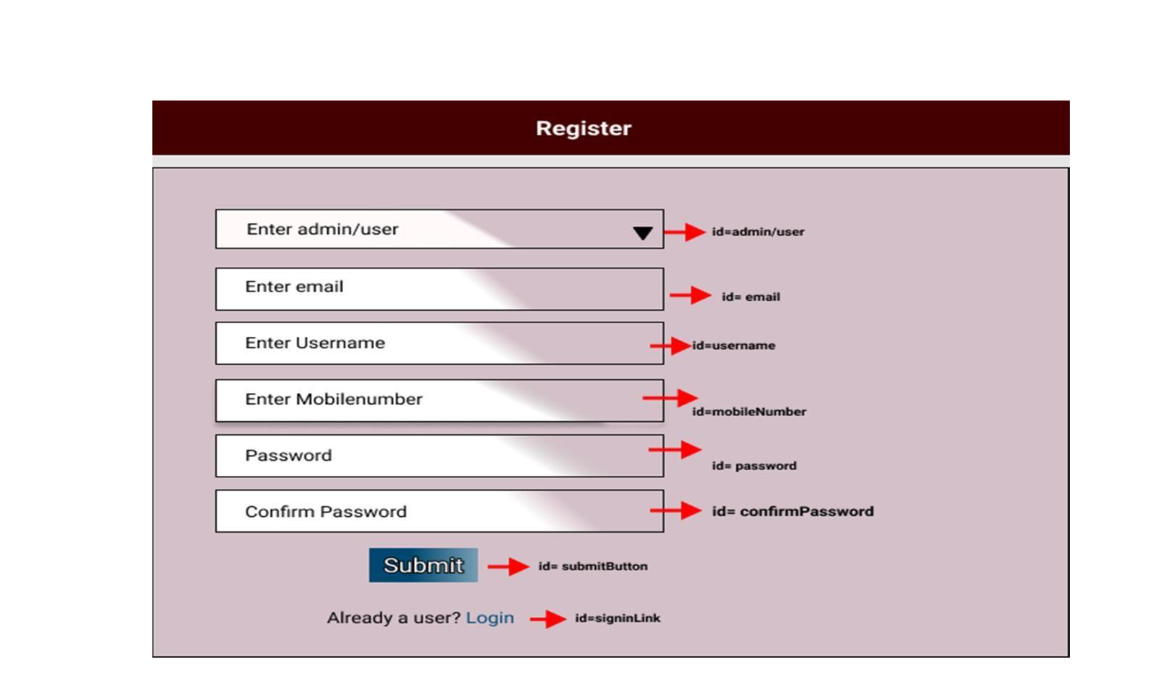 Register
Enter admin/user
id=admin/user
Enter email
id= email
Enter Username
id=username
Enter Mobilenumber
id=mobileNumber
Password
id= password
Confirm Password
id= confirmPassword
Submit
id= submitButton
Already a user? Login
id=signinLink